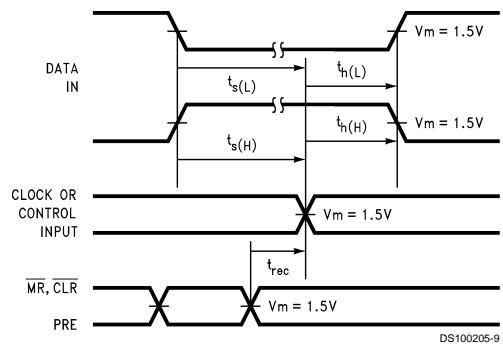 Vm = 1.5V
DATA
IN
ts(L)
th(L)
Vm = 1.5V
ts(H)
th(H)
CLOCK OR
CONTROL
INPUT
Vm = 1.5V
trec
MR, CLR
PRE
Vm = 1.5V
DS100205-9